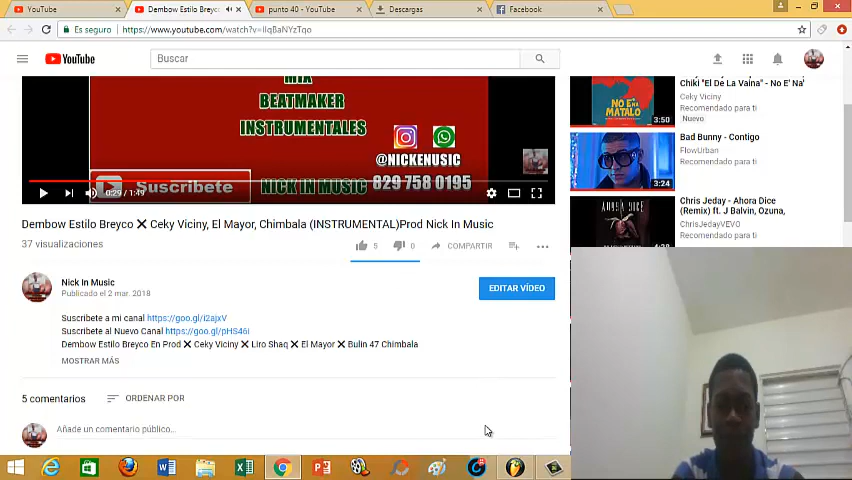 YouTube
Dembow Estilo Breyco
punto 40 - YouTube
Descargas
Facebook
Es seguro
https://www.youtube.com/watch?v=IIqBaNYzTqo
YouTube
Buscar
MIX
BEATMAKER
INSTRUMENTALES
@NICKENUSIC
829 758 0195
Suscribete
NICK IN MUSIC
0:29 / 1:49
Dembow Estilo Breyco ❌ Ceky Viciny, El Mayor, Chimbala (INSTRUMENTAL)Prod Nick In Music
37 visualizaciones
5
0
COMPARTIR
Nick In Music
Publicado el 2 mar. 2018
EDITAR VÍDEO
Suscribete a mi canal https://goo.gl/i2ajxV
Suscribete al Nuevo Canal https://goo.gl/pHS46i
Dembow Estilo Breyco En Prod ❌ Ceky Viciny ❌ Liro Shaq ❌ El Mayor ❌ Bulin 47 Chimbala
MOSTRAR MÁS
5 comentarios
ORDENAR POR
Añade un comentario público...
Chiki "El De La Vaina" - No E' Na'
Ceky Viciny
Recomendado para ti
Nuevo
NO E NA
MATALO
3:50
Bad Bunny - Contigo
FlowUrban
Recomendado para ti
3:24
Chris Jeday - Ahora Dice
(Remix) ft. J Balvin, Ozuna,
ChrisJedayVEVO
Recomendado para ti